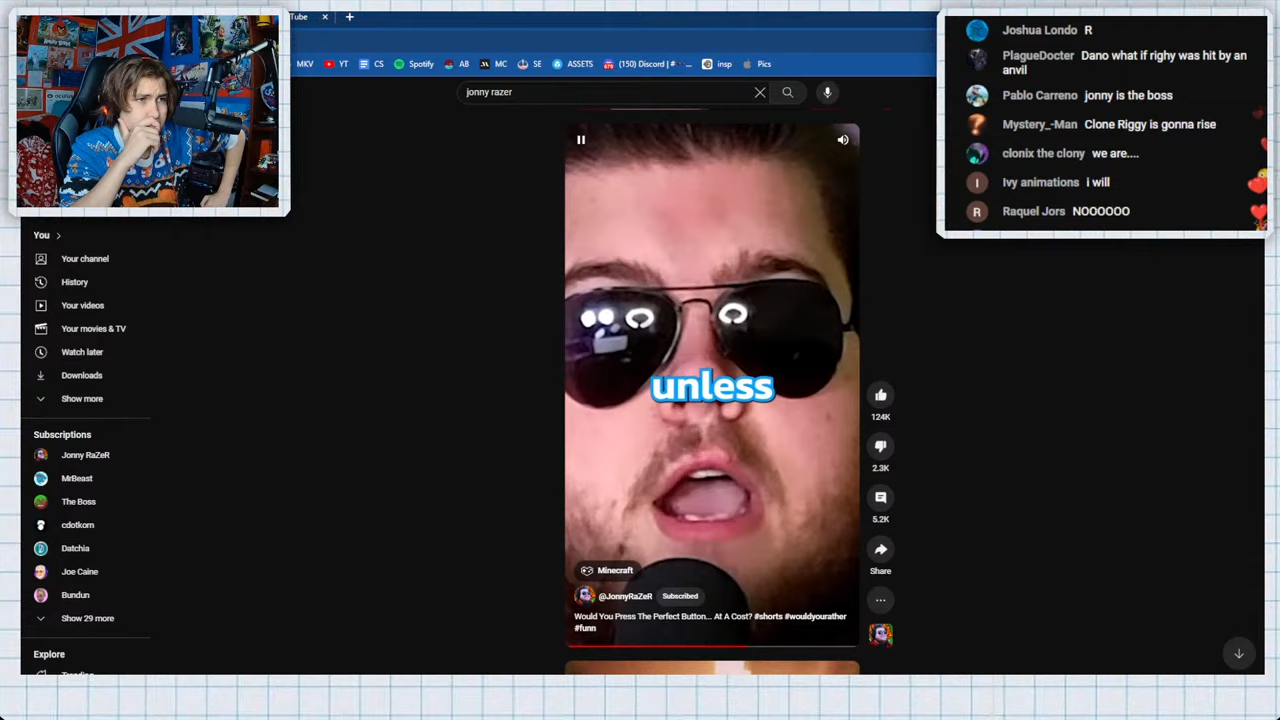 Tube
MKV
YT
CS
Spotify
AB
MC
SE
ASSETS
(150) Discord | #
insp
Pics
jonny razer
Joshua Londo R
PlagueDocter Dano what if righy was hit by an
anvil
Pablo Carreno jonny is the boss
Mystery_-Man Clone Riggy is gonna rise
clonix the clony we are....
I
Ivy animations i will
R
Raquel Jors NOOOOOO
You
Your channel
History
Your videos
Your movies & TV
Watch later
Downloads
Show more
Subscriptions
Jonny RaZeR
MrBeast
The Boss
cdotkom
Datchia
Joe Caine
Bundun
Show 29 more
Explore
unless
124K
2.3K
5.2K
Share
Minecraft
@JonnyRaZeR Subscribed
Would You Press The Perfect Button... At A Cost? #shorts #wouldyourather
#funn